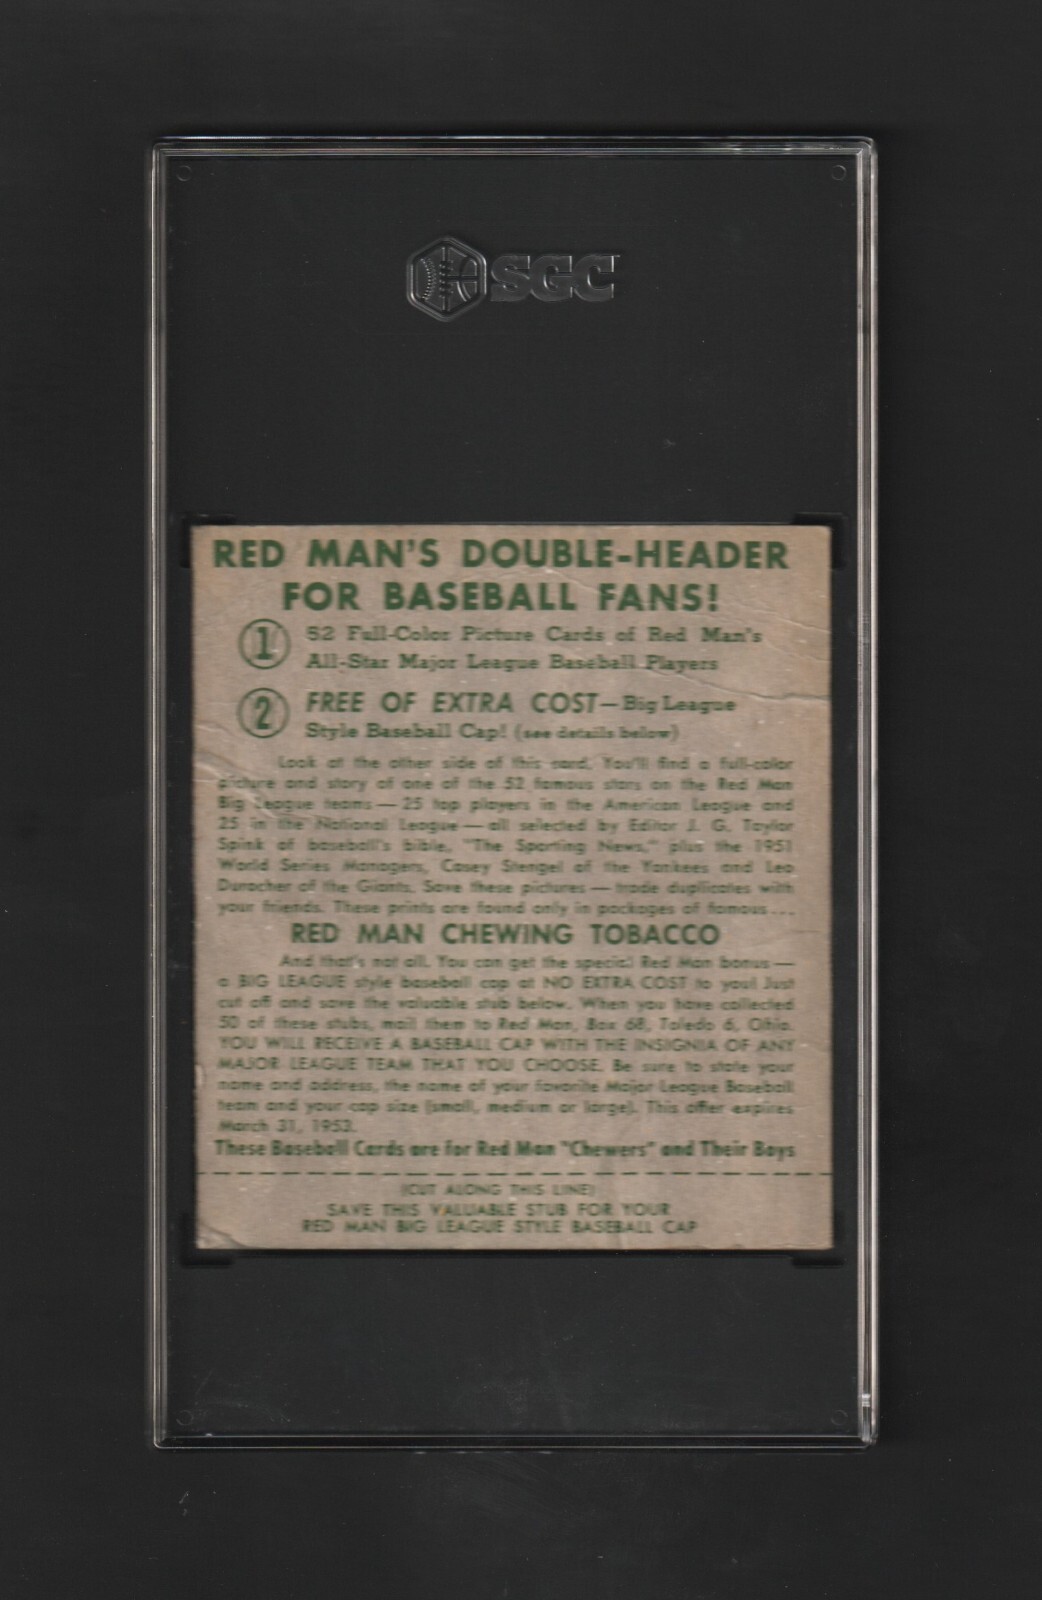 SGC
RED MAN'S DOUBLE-HEADER
FOR BASEBALL FANS!
1 52 Full-Color Picture Cards of Red Man's
All-Star Major League Baseball Players
2 FREE OF EXTRA COST—Big League
Style Baseball Cap! (see details below)
Look at the other side of this card. You'll find a full-color
picture and story of one of the 52 famous stars on the Red Man
Big League teams — 25 top players in the American League and
25 in the National League — all selected by Editor J. G. Taylor
Spink of baseball's bible, "The Sporting News," plus the 1951
World Series Managers, Casey Stengel of the Yankees and Leo
Durocher of the Giants. Save these pictures — trade duplicates with
your friends. These prints are found only in packages of famous...
RED MAN CHEWING TOBACCO
And that's not all. You can get the special Red Man bonus —
a BIG LEAGUE style baseball cap at NO EXTRA COST to you! Just
cut off and save the valuable stub below. When you have collected
50 of these stubs, mail them to Red Man, Box 68, Toledo 6, Ohio.
YOU WILL RECEIVE A BASEBALL CAP WITH THE INSIGNIA OF ANY
MAJOR LEAGUE TEAM THAT YOU CHOOSE. Be sure to state your
name and address, the name of your favorite Major League Baseball
team and your cap size (small, medium or large). This offer expires
March 31, 1953.
These Baseball Cards are for Red Man "Chewers" and Their Boys
(CUT ALONG THIS LINE)
SAVE THIS VALUABLE STUB FOR YOUR
RED MAN BIG LEAGUE STYLE BASEBALL CAP